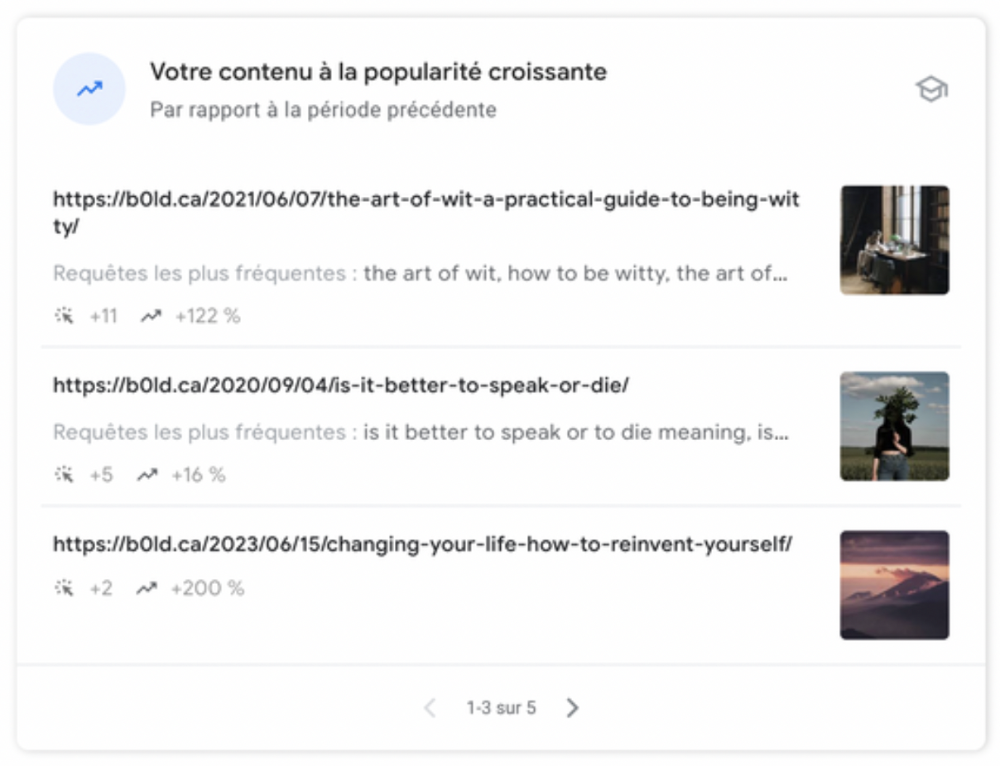 Votre contenu à la popularité croissante
Par rapport à la période précédente
https://b0ld.ca/2021/06/07/the-art-of-wit-a-practical-guide-to-being-wit
ty/
Requêtes les plus fréquentes : the art of wit, how to be witty, the art of...
+11 +122 %
https://b0ld.ca/2020/09/04/is-it-better-to-speak-or-die/
Requêtes les plus fréquentes : is it better to speak or to die meaning, is...
+5 +16 %
https://b0ld.ca/2023/06/15/changing-your-life-how-to-reinvent-yourself/
+2 +200 %
1-3 sur 5